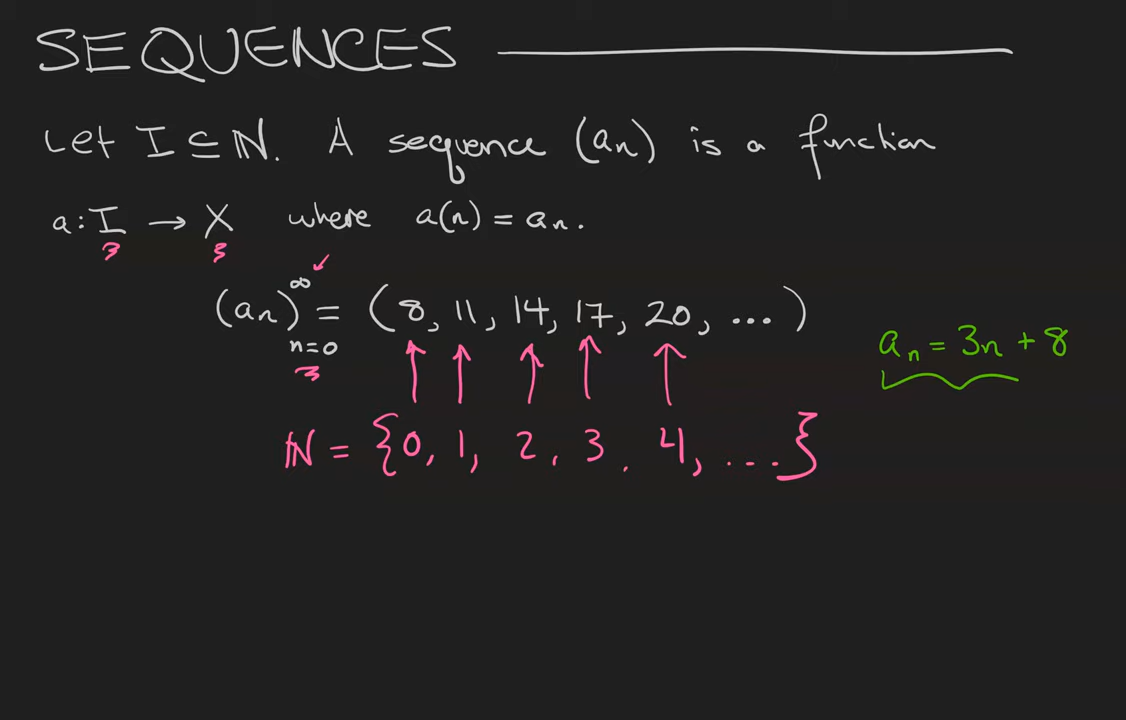 SEQUENCES
Let I ⊆ ℕ. A sequence (aₙ) is a function
a: I → X where a(n) = aₙ.
(aₙ)^∞_{n=0} = (8, 11, 14, 17, 20, ...)
aₙ = 3n + 8
ℕ = {0, 1, 2, 3, 4, ...}